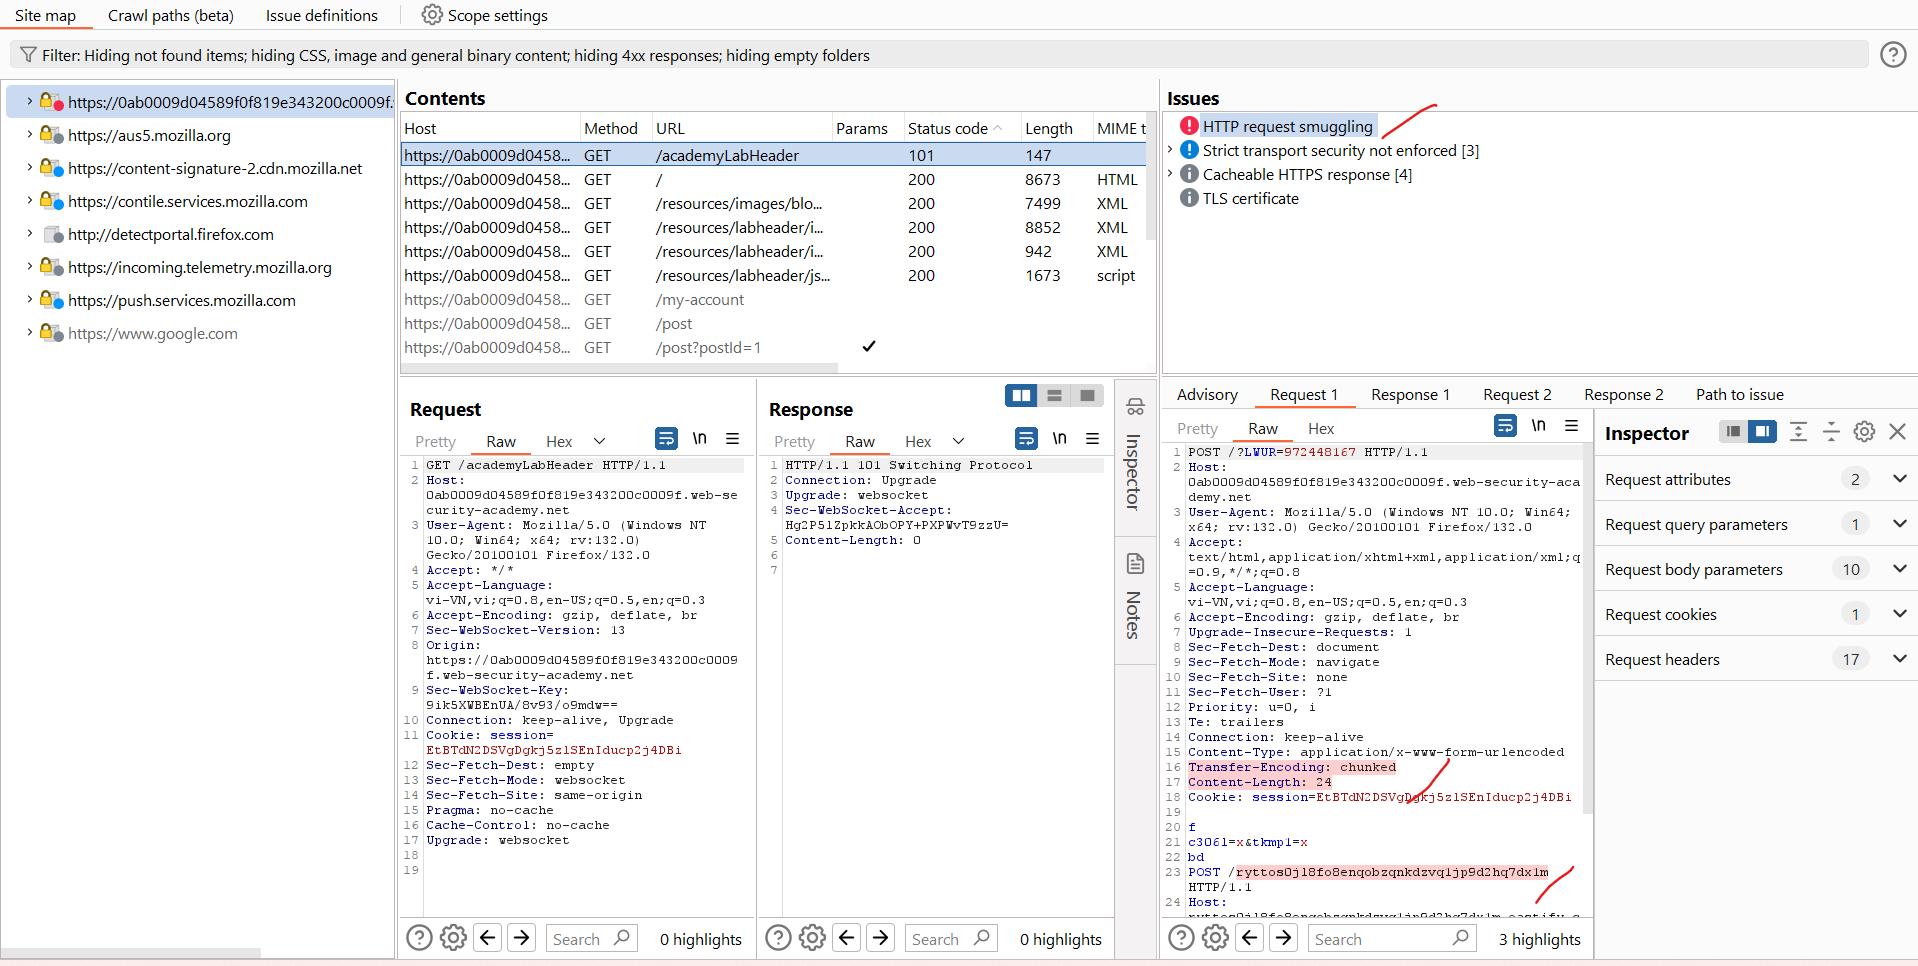 Site map
Crawl paths (beta)
Issue definitions
Scope settings
Filter: Hiding not found items; hiding CSS, image and general binary content; hiding 4xx responses; hiding empty folders
https://0ab0009d04589f0f819e343200c0009f.
https://aus5.mozilla.org
https://content-signature-2.cdn.mozilla.net
https://contile.services.mozilla.com
http://detectportal.firefox.com
https://incoming.telemetry.mozilla.org
https://push.services.mozilla.com
https://www.google.com
Contents
Host Method URL Params Status code Length MIME t
https://0ab0009d0458... GET /academyLabHeader 101 147
https://0ab0009d0458... GET / 200 8673 HTML
https://0ab0009d0458... GET /resources/images/blo... 200 7499 XML
https://0ab0009d0458... GET /resources/labheader/i... 200 8852 XML
https://0ab0009d0458... GET /resources/labheader/i... 200 942 XML
https://0ab0009d0458... GET /resources/labheader/js... 200 1673 script
https://0ab0009d0458... GET /my-account
https://0ab0009d0458... GET /post
https://0ab0009d0458... GET /post?postId=1 ✓
Issues
HTTP request smuggling
Strict transport security not enforced [3]
Cacheable HTTPS response [4]
TLS certificate
Request
Pretty Raw Hex \n
1 GET /academyLabHeader HTTP/1.1
2 Host:
0ab0009d04589f0f819e343200c0009f.web-se
curity-academy.net
3 User-Agent: Mozilla/5.0 (Windows NT
10.0; Win64; x64; rv:132.0)
Gecko/20100101 Firefox/132.0
4 Accept: */*
5 Accept-Language:
vi-VN,vi;q=0.8,en-US;q=0.5,en;q=0.3
6 Accept-Encoding: gzip, deflate, br
7 Sec-WebSocket-Version: 13
8 Origin:
https://0ab0009d04589f0f819e343200c0009
f.web-security-academy.net
9 Sec-WebSocket-Key:
9ik5XWBEnUA/8v93/o9mdw==
10 Connection: keep-alive, Upgrade
11 Cookie: session=
EtBTdN2DSVgDgkj5zlSEnIducp2j4DBi
12 Sec-Fetch-Dest: empty
13 Sec-Fetch-Mode: websocket
14 Sec-Fetch-Site: same-origin
15 Pragma: no-cache
16 Cache-Control: no-cache
17 Upgrade: websocket
18
19
Search 0 highlights
Response
Pretty Raw Hex \n
1 HTTP/1.1 101 Switching Protocol
2 Connection: Upgrade
3 Upgrade: websocket
4 Sec-WebSocket-Accept:
Hg2P5lZpkkAObOPY+PXPWvT9zzU=
5 Content-Length: 0
6
7
Search 0 highlights
Inspector
Notes
Advisory Request 1 Response 1 Request 2 Response 2 Path to issue
Pretty Raw Hex \n
1 POST /?LWUR=972448167 HTTP/1.1
2 Host:
0ab0009d04589f0f819e343200c0009f.web-security-aca
demy.net
3 User-Agent: Mozilla/5.0 (Windows NT 10.0; Win64;
x64; rv:132.0) Gecko/20100101 Firefox/132.0
4 Accept:
text/html,application/xhtml+xml,application/xml;q
=0.9,*/*;q=0.8
5 Accept-Language:
vi-VN,vi;q=0.8,en-US;q=0.5,en;q=0.3
6 Accept-Encoding: gzip, deflate, br
7 Upgrade-Insecure-Requests: 1
8 Sec-Fetch-Dest: document
9 Sec-Fetch-Mode: navigate
10 Sec-Fetch-Site: none
11 Sec-Fetch-User: ?1
12 Priority: u=0, i
13 Te: trailers
14 Connection: keep-alive
15 Content-Type: application/x-www-form-urlencoded
16 Transfer-Encoding: chunked
17 Content-Length: 24
18 Cookie: session=EtBTdN2DSVgDgkj5zlSEnIducp2j4DBi
19
20 f
21 c3061=x&tkmp1=x
22 bd
23 POST /ryttos0jl8fo8enqobzqnkdzvq1jp9d2hq7dx1m
HTTP/1.1
24 Host:
Search 3 highlights
Inspector
Request attributes 2
Request query parameters 1
Request body parameters 10
Request cookies 1
Request headers 17